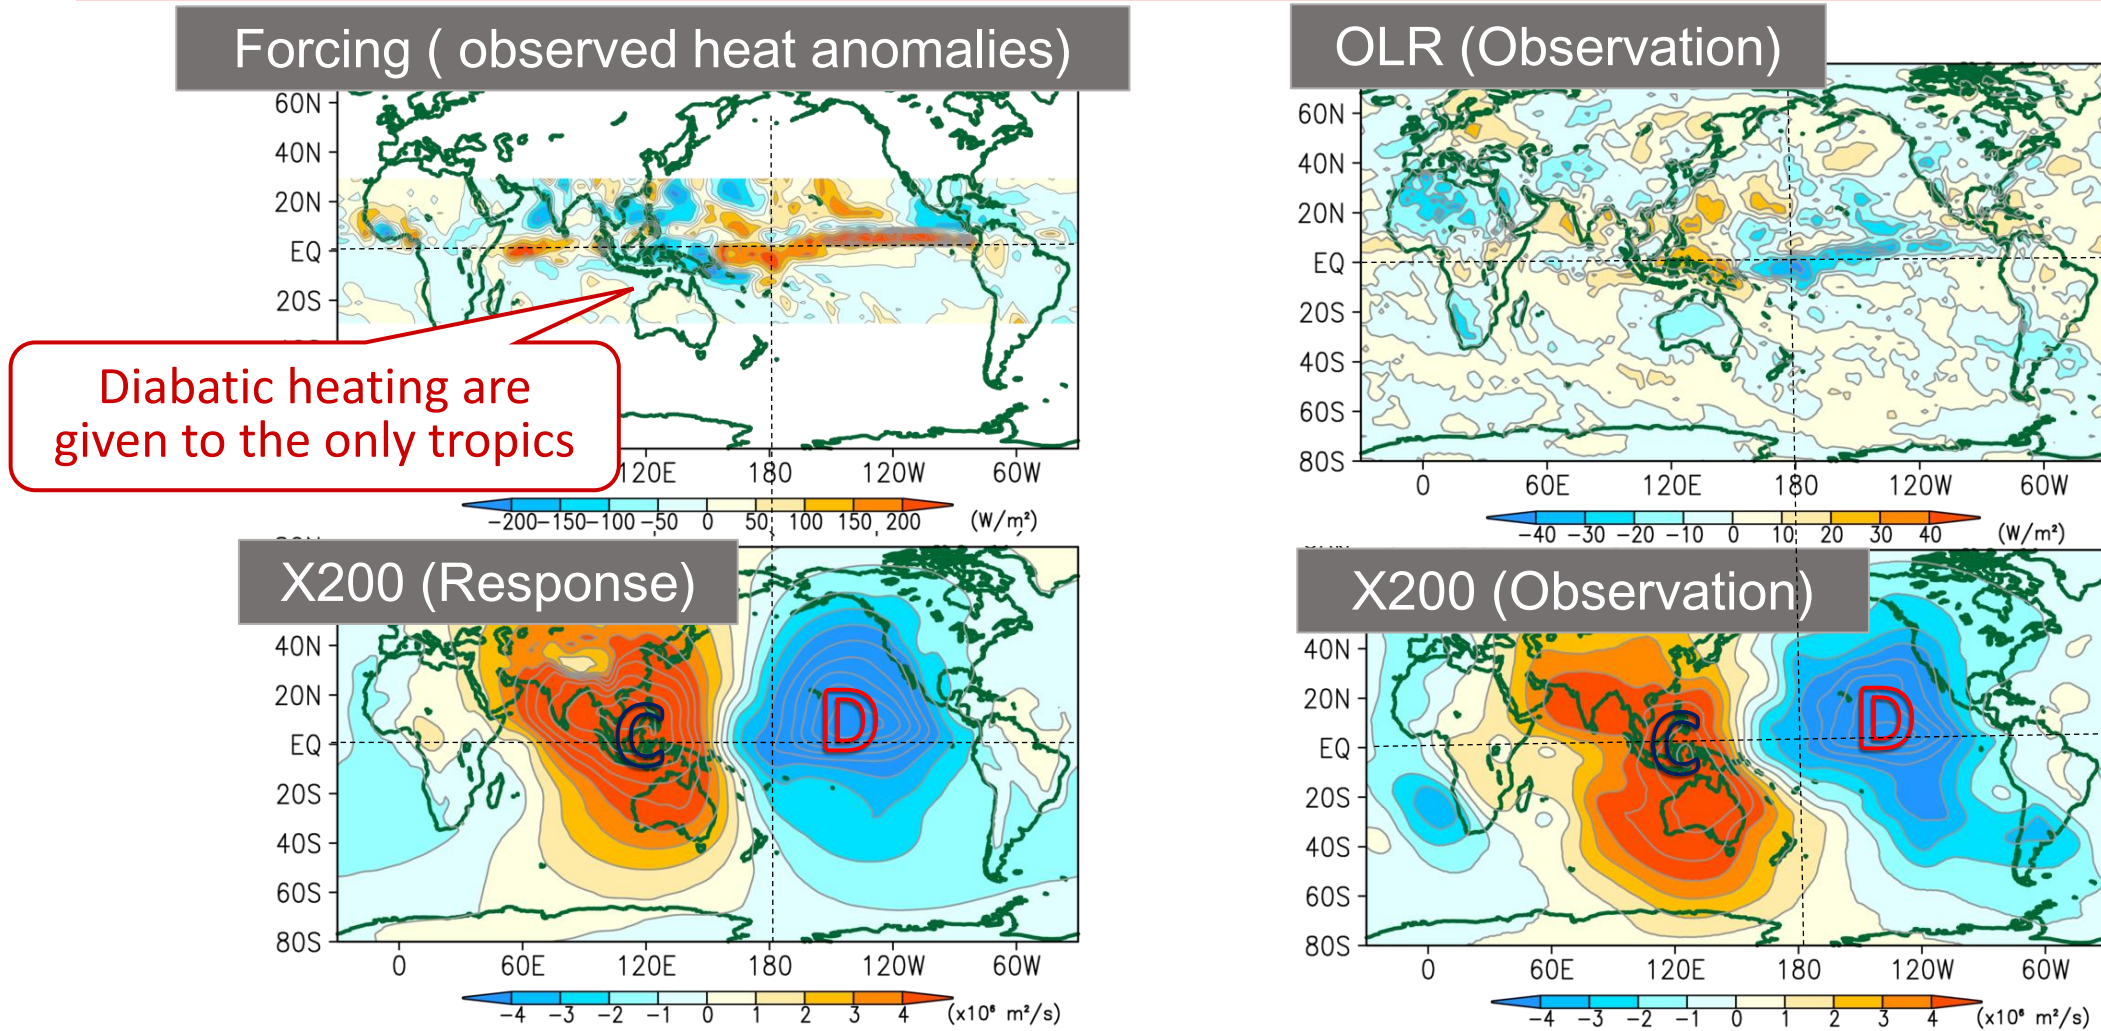 Forcing ( observed heat anomalies)
60N
40N
20N
EQ
20S
Diabatic heating are
given to the only tropics
120E 180 120W 60W
-200 -150 -100 -50 0 50 100 150 200 (W/m²)
OLR (Observation)
60N
40N
20N
EQ
20S
40S
60S
80S
0 60E 120E 180 120W 60W
-40 -30 -20 -10 0 10 20 30 40 (W/m²)
X200 (Response)
40N
20N
EQ
20S
40S
60S
80S
C D
0 60E 120E 180 120W 60W
-4 -3 -2 -1 0 1 2 3 4 (x10⁶ m²/s)
X200 (Observation)
40N
20N
EQ
20S
40S
60S
80S
C D
0 60E 120E 180 120W 60W
-4 -3 -2 -1 0 1 2 3 4 (x10⁶ m²/s)